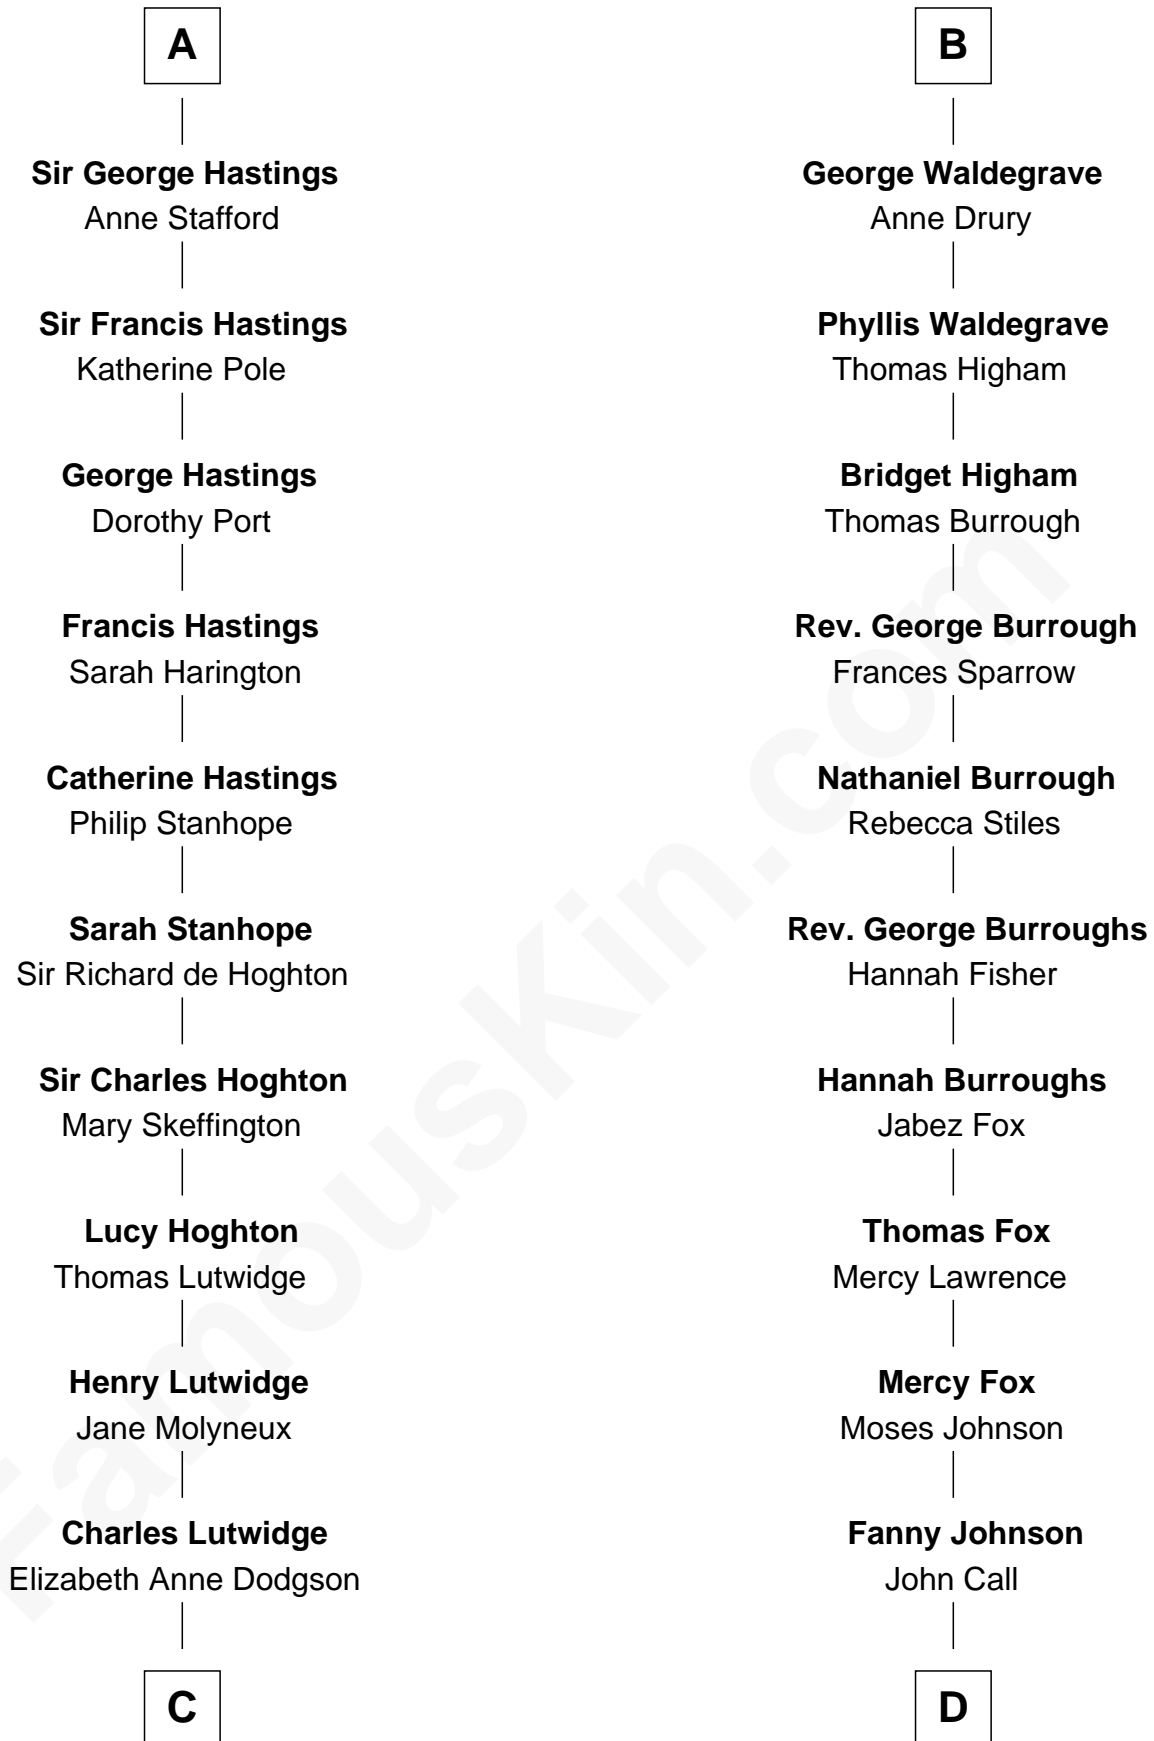 A
Sir George Hastings
Anne Stafford
Sir Francis Hastings
Katherine Pole
George Hastings
Dorothy Port
Francis Hastings
Sarah Harington
Catherine Hastings
Philip Stanhope
Sarah Stanhope
Sir Richard de Hoghton
Sir Charles Hoghton
Mary Skeffington
Lucy Hoghton
Thomas Lutwidge
Henry Lutwidge
Jane Molyneux
Charles Lutwidge
Elizabeth Anne Dodgson
C
B
George Waldegrave
Anne Drury
Phyllis Waldegrave
Thomas Higham
Bridget Higham
Thomas Burrough
Rev. George Burrough
Frances Sparrow
Nathaniel Burrough
Rebecca Stiles
Rev. George Burroughs
Hannah Fisher
Hannah Burroughs
Jabez Fox
Thomas Fox
Mercy Lawrence
Mercy Fox
Moses Johnson
Fanny Johnson
John Call
D
FamousKin.com